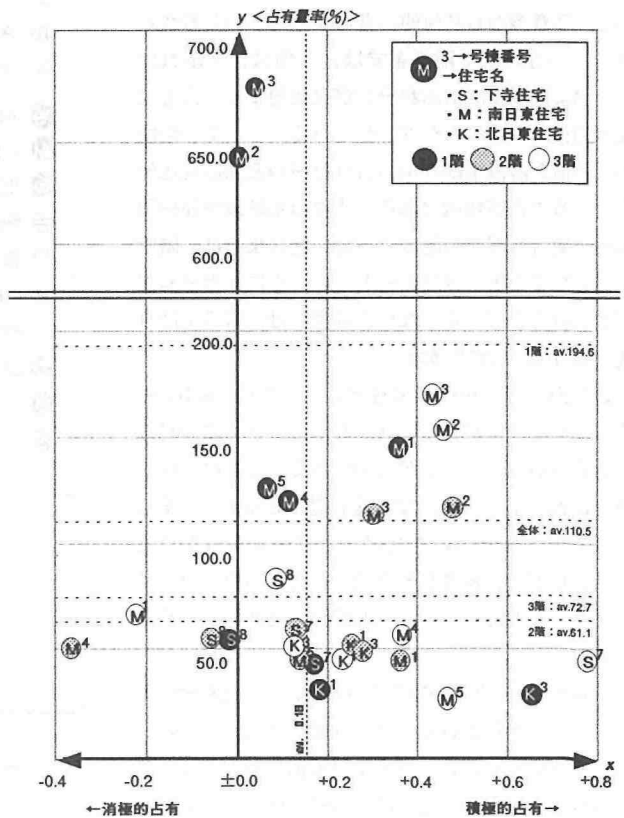 y <占有量率(%)>
3→号棟番号
M →住宅名
・S：下寺住宅
・M：南日東住宅
・K：北日東住宅
1階 2階 3階
700.0
M3
650.0
M2
600.0
200.0
1階：av.194.6
M3
M2
150.0
M1
M5
M4
M3
M2
全体：av.110.5
100.0
S8
3階：av.72.7
M1
2階：av.61.1
M4
S8
S7
K3
K1
K3
M4
50.0
M5
S7
K1
M1
S7
K1
M5
K3
av.
x
-0.4 -0.2 ±0.0 +0.2 +0.4 +0.6 +0.8
←消極的占有 積極的占有→